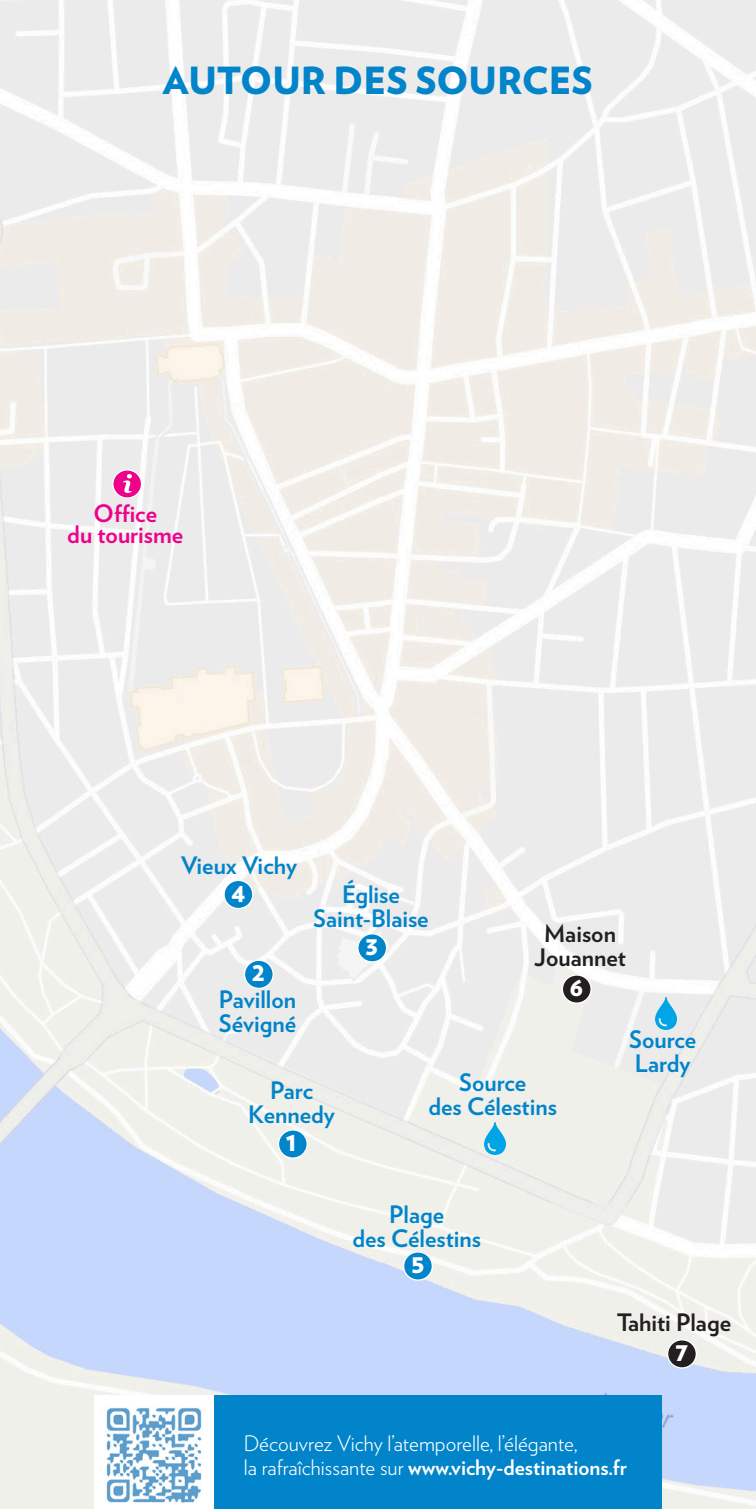 AUTOUR DES SOURCES
i
Office
du tourisme
Vieux Vichy
4
Église
Saint-Blaise
3
Maison
Jouannet
6
2
Pavillon
Sévigné
Source
Lardy
Source
des Célestins
Parc
Kennedy
1
Plage
des Célestins
5
Tahiti Plage
7
Découvrez Vichy l'atemporelle, l'élégante,
la rafraîchissante sur www.vichy-destinations.fr